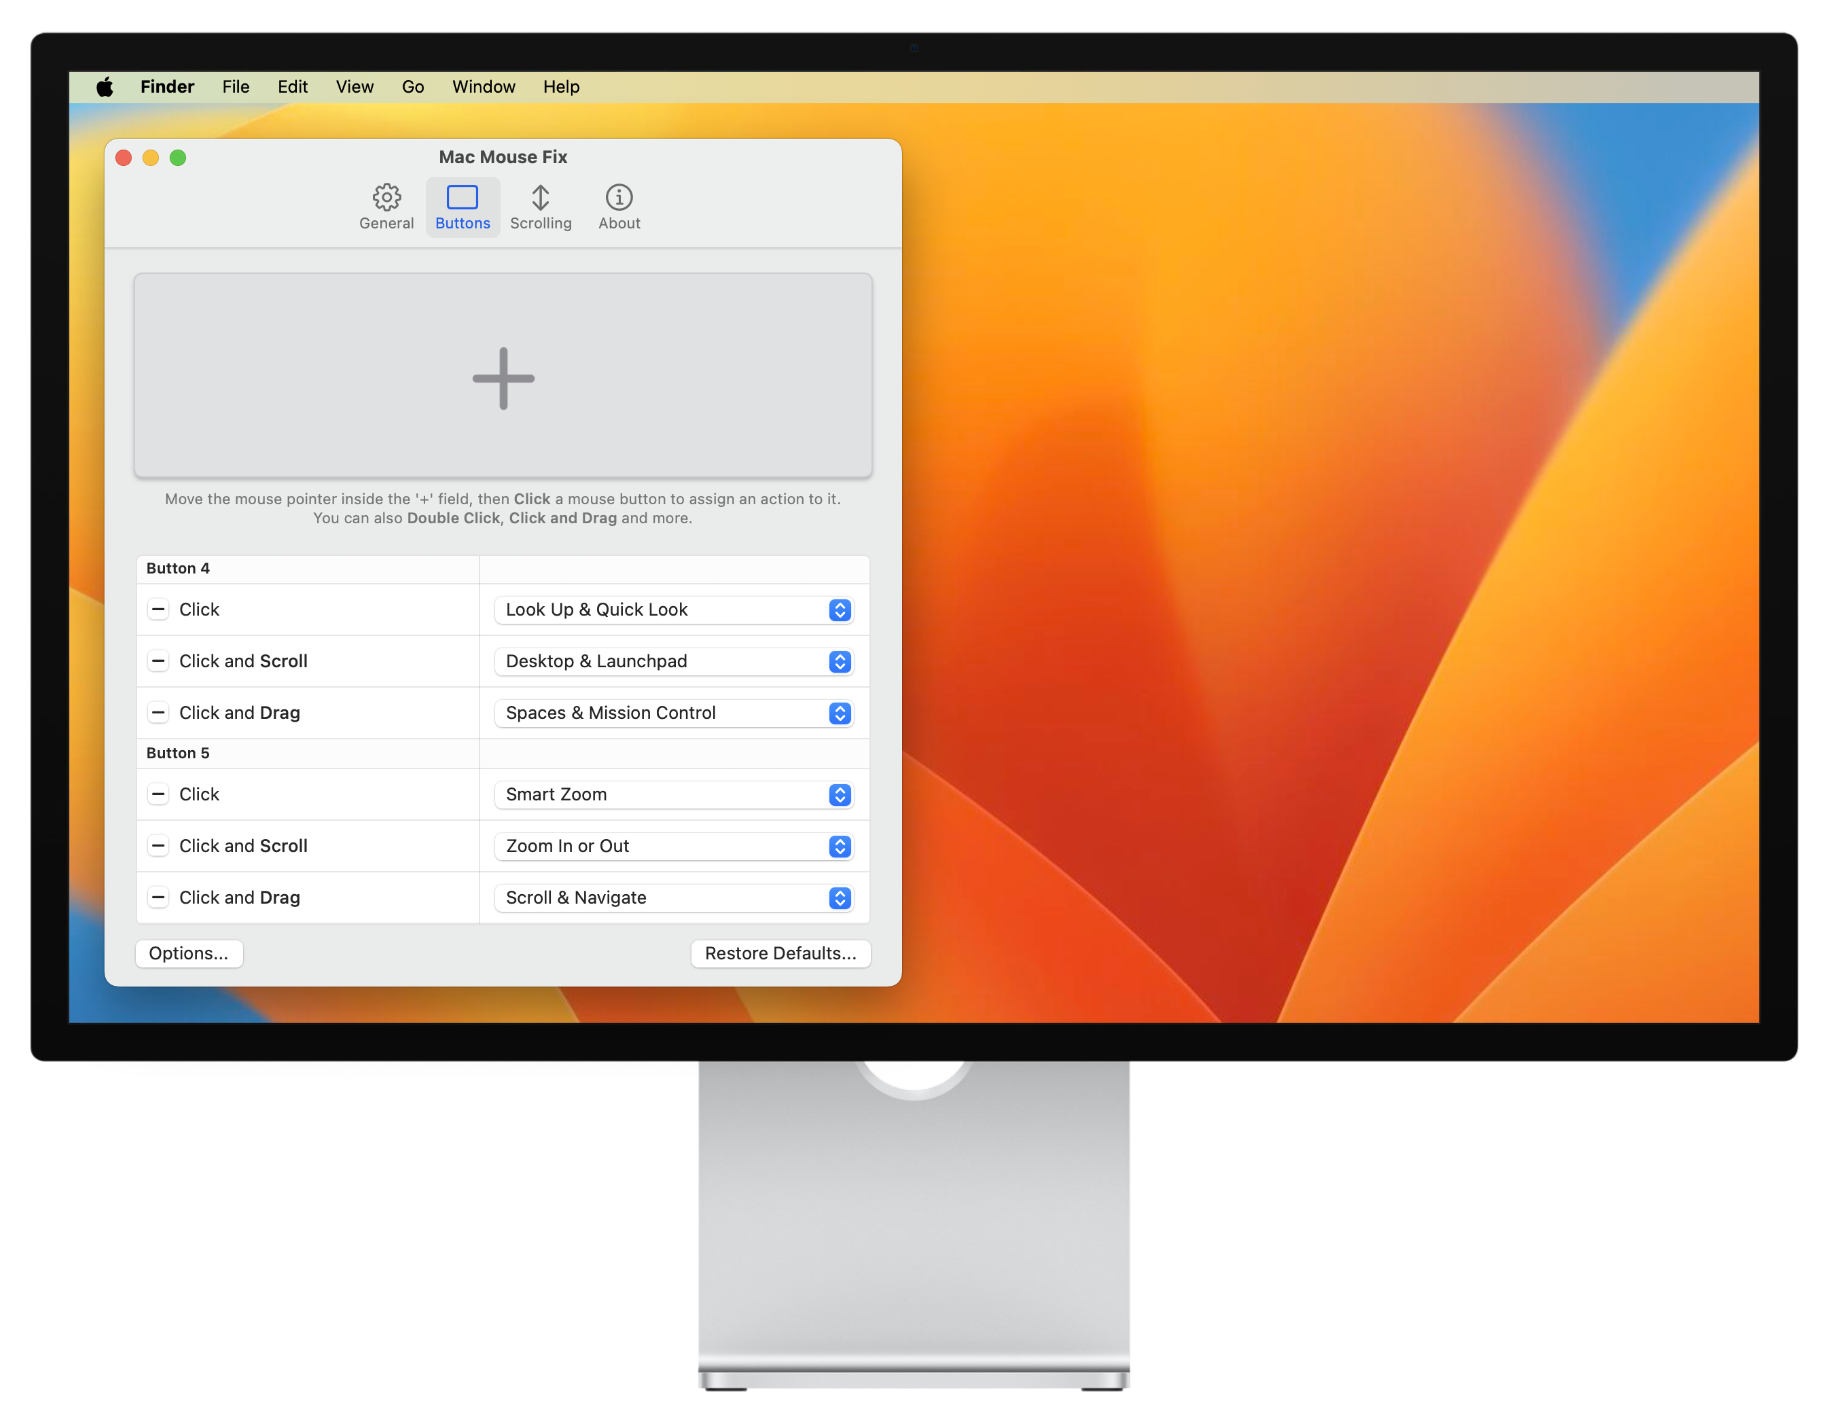 Finder File Edit View Go Window Help
Mac Mouse Fix
General Buttons Scrolling About
Move the mouse pointer inside the '+' field, then Click a mouse button to assign an action to it.
You can also Double Click, Click and Drag and more.
Button 4
Click Look Up & Quick Look
Click and Scroll Desktop & Launchpad
Click and Drag Spaces & Mission Control
Button 5
Click Smart Zoom
Click and Scroll Zoom In or Out
Click and Drag Scroll & Navigate
Options... Restore Defaults...